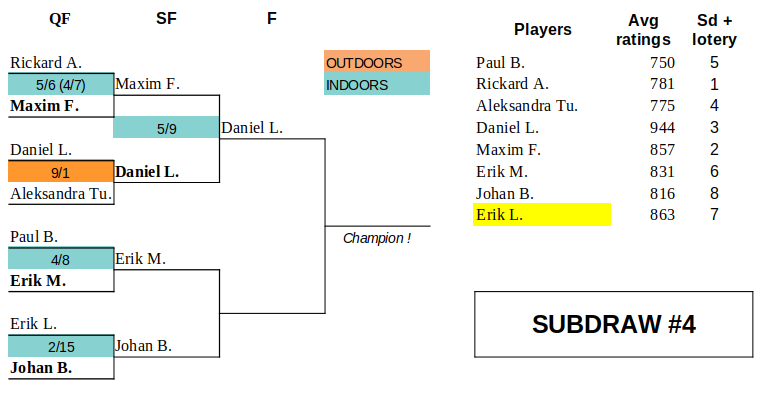 QF SF F
Rickard A.
5/6 (4/7)
Maxim F.
Maxim F.
5/9
Daniel L.
Daniel L.
9/1
Aleksandra Tu.
Daniel L.
Paul B.
4/8
Erik M.
Erik M.
Erik L.
2/15
Johan B.
Johan B.
Champion !
OUTDOORS
INDOORS
Players Avg ratings Sd + lotery
Paul B. 750 5
Rickard A. 781 1
Aleksandra Tu. 775 4
Daniel L. 944 3
Maxim F. 857 2
Erik M. 831 6
Johan B. 816 8
Erik L. 863 7
SUBDRAW #4